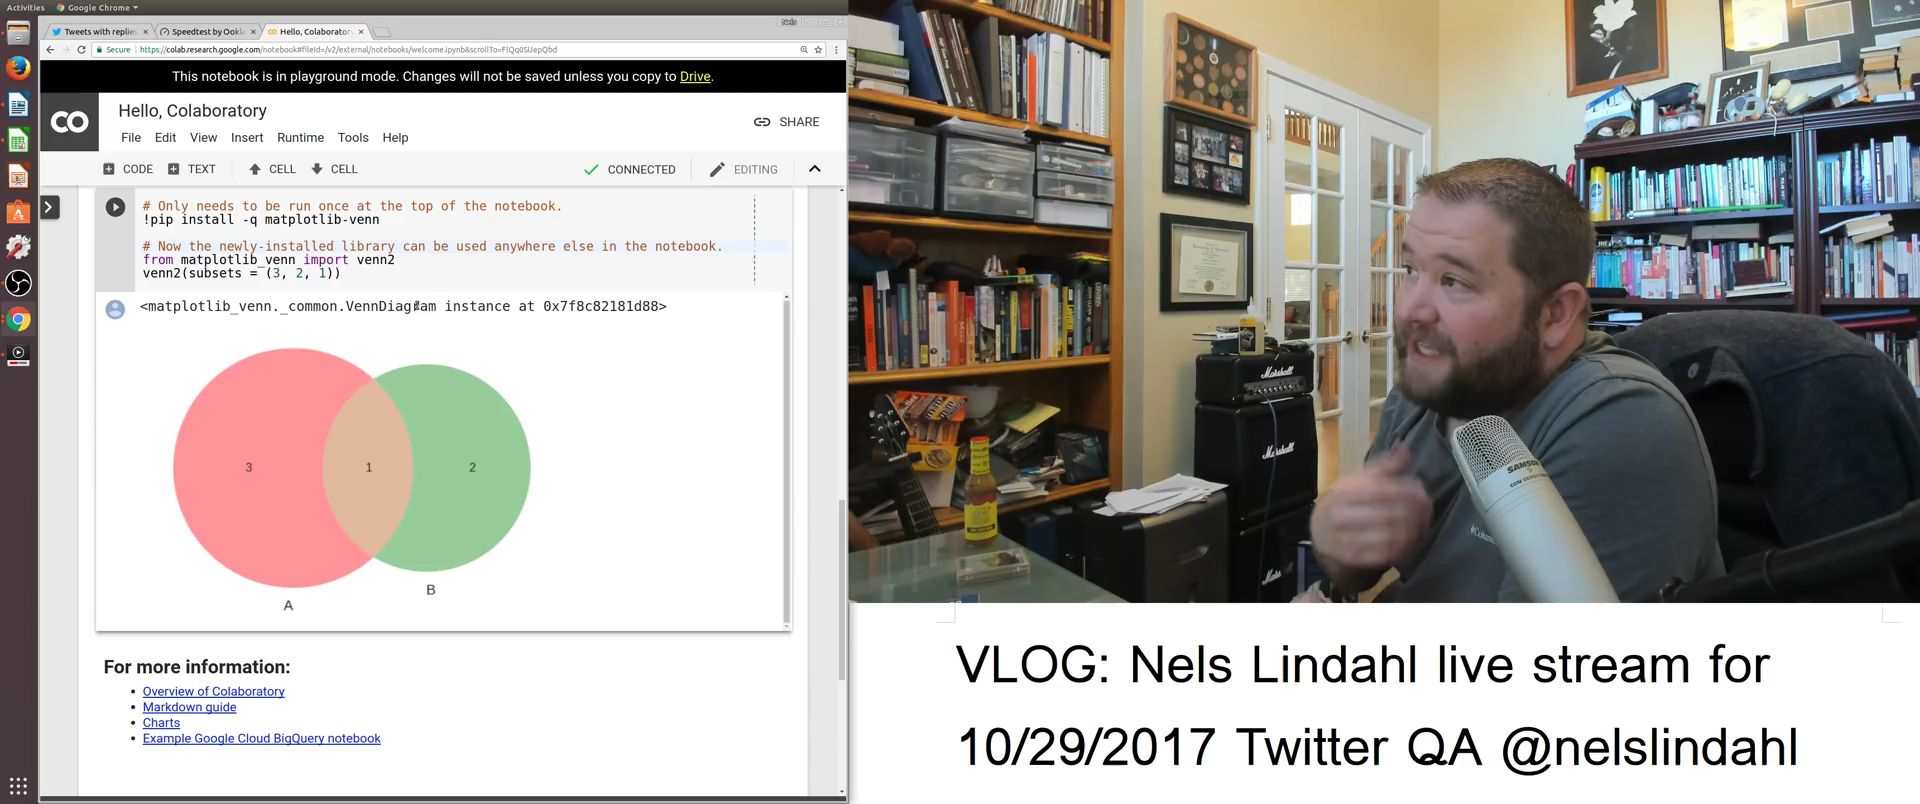 Activities
Google Chrome
Tweets with replies
Speedtest by Ookla
Hello, Colaboratory
Nels
Secure
https://colab.research.google.com/notebook#fileId=/v2/external/notebooks/welcome.ipynb&scrollTo=FlQq0SUepQbd
This notebook is in playground mode. Changes will not be saved unless you copy to Drive.
CO
Hello, Colaboratory
SHARE
File Edit View Insert Runtime Tools Help
CODE TEXT CELL CELL CONNECTED EDITING
# Only needs to be run once at the top of the notebook.
!pip install -q matplotlib-venn
# Now the newly-installed library can be used anywhere else in the notebook.
from matplotlib_venn import venn2
venn2(subsets = (3, 2, 1))
<matplotlib_venn._common.VennDiagram instance at 0x7f8c82181d88>
3 1 2
A
B
For more information:
Overview of Colaboratory
Markdown guide
Charts
Example Google Cloud BigQuery notebook
Marshall
Marshall
Marshall
SAMSON
Columbia
VLOG: Nels Lindahl live stream for
10/29/2017 Twitter QA @nelslindahl